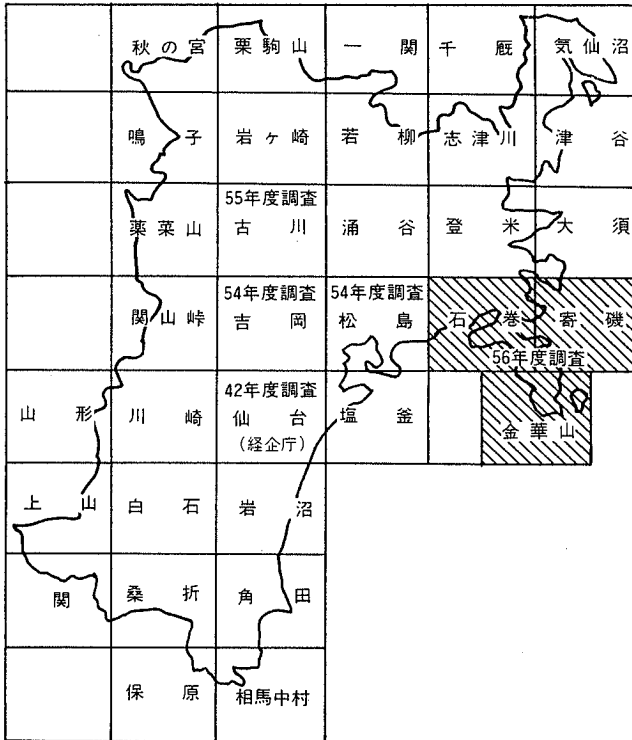 秋の宮 栗駒山 一関 千厩 気仙沼
鳴子 岩ヶ崎 若柳 志津川 津谷
55年度調査
薬菜山 古川 涌谷 登米 大須
54年度調査 54年度調査
関山峠 吉岡 松島 石巻 寄磯
56年度調査
42年度調査
山形 川崎 仙台 塩釜 金華山
(経企庁)
上山 白石 岩沼
関 桑折 角田
保原 相馬中村